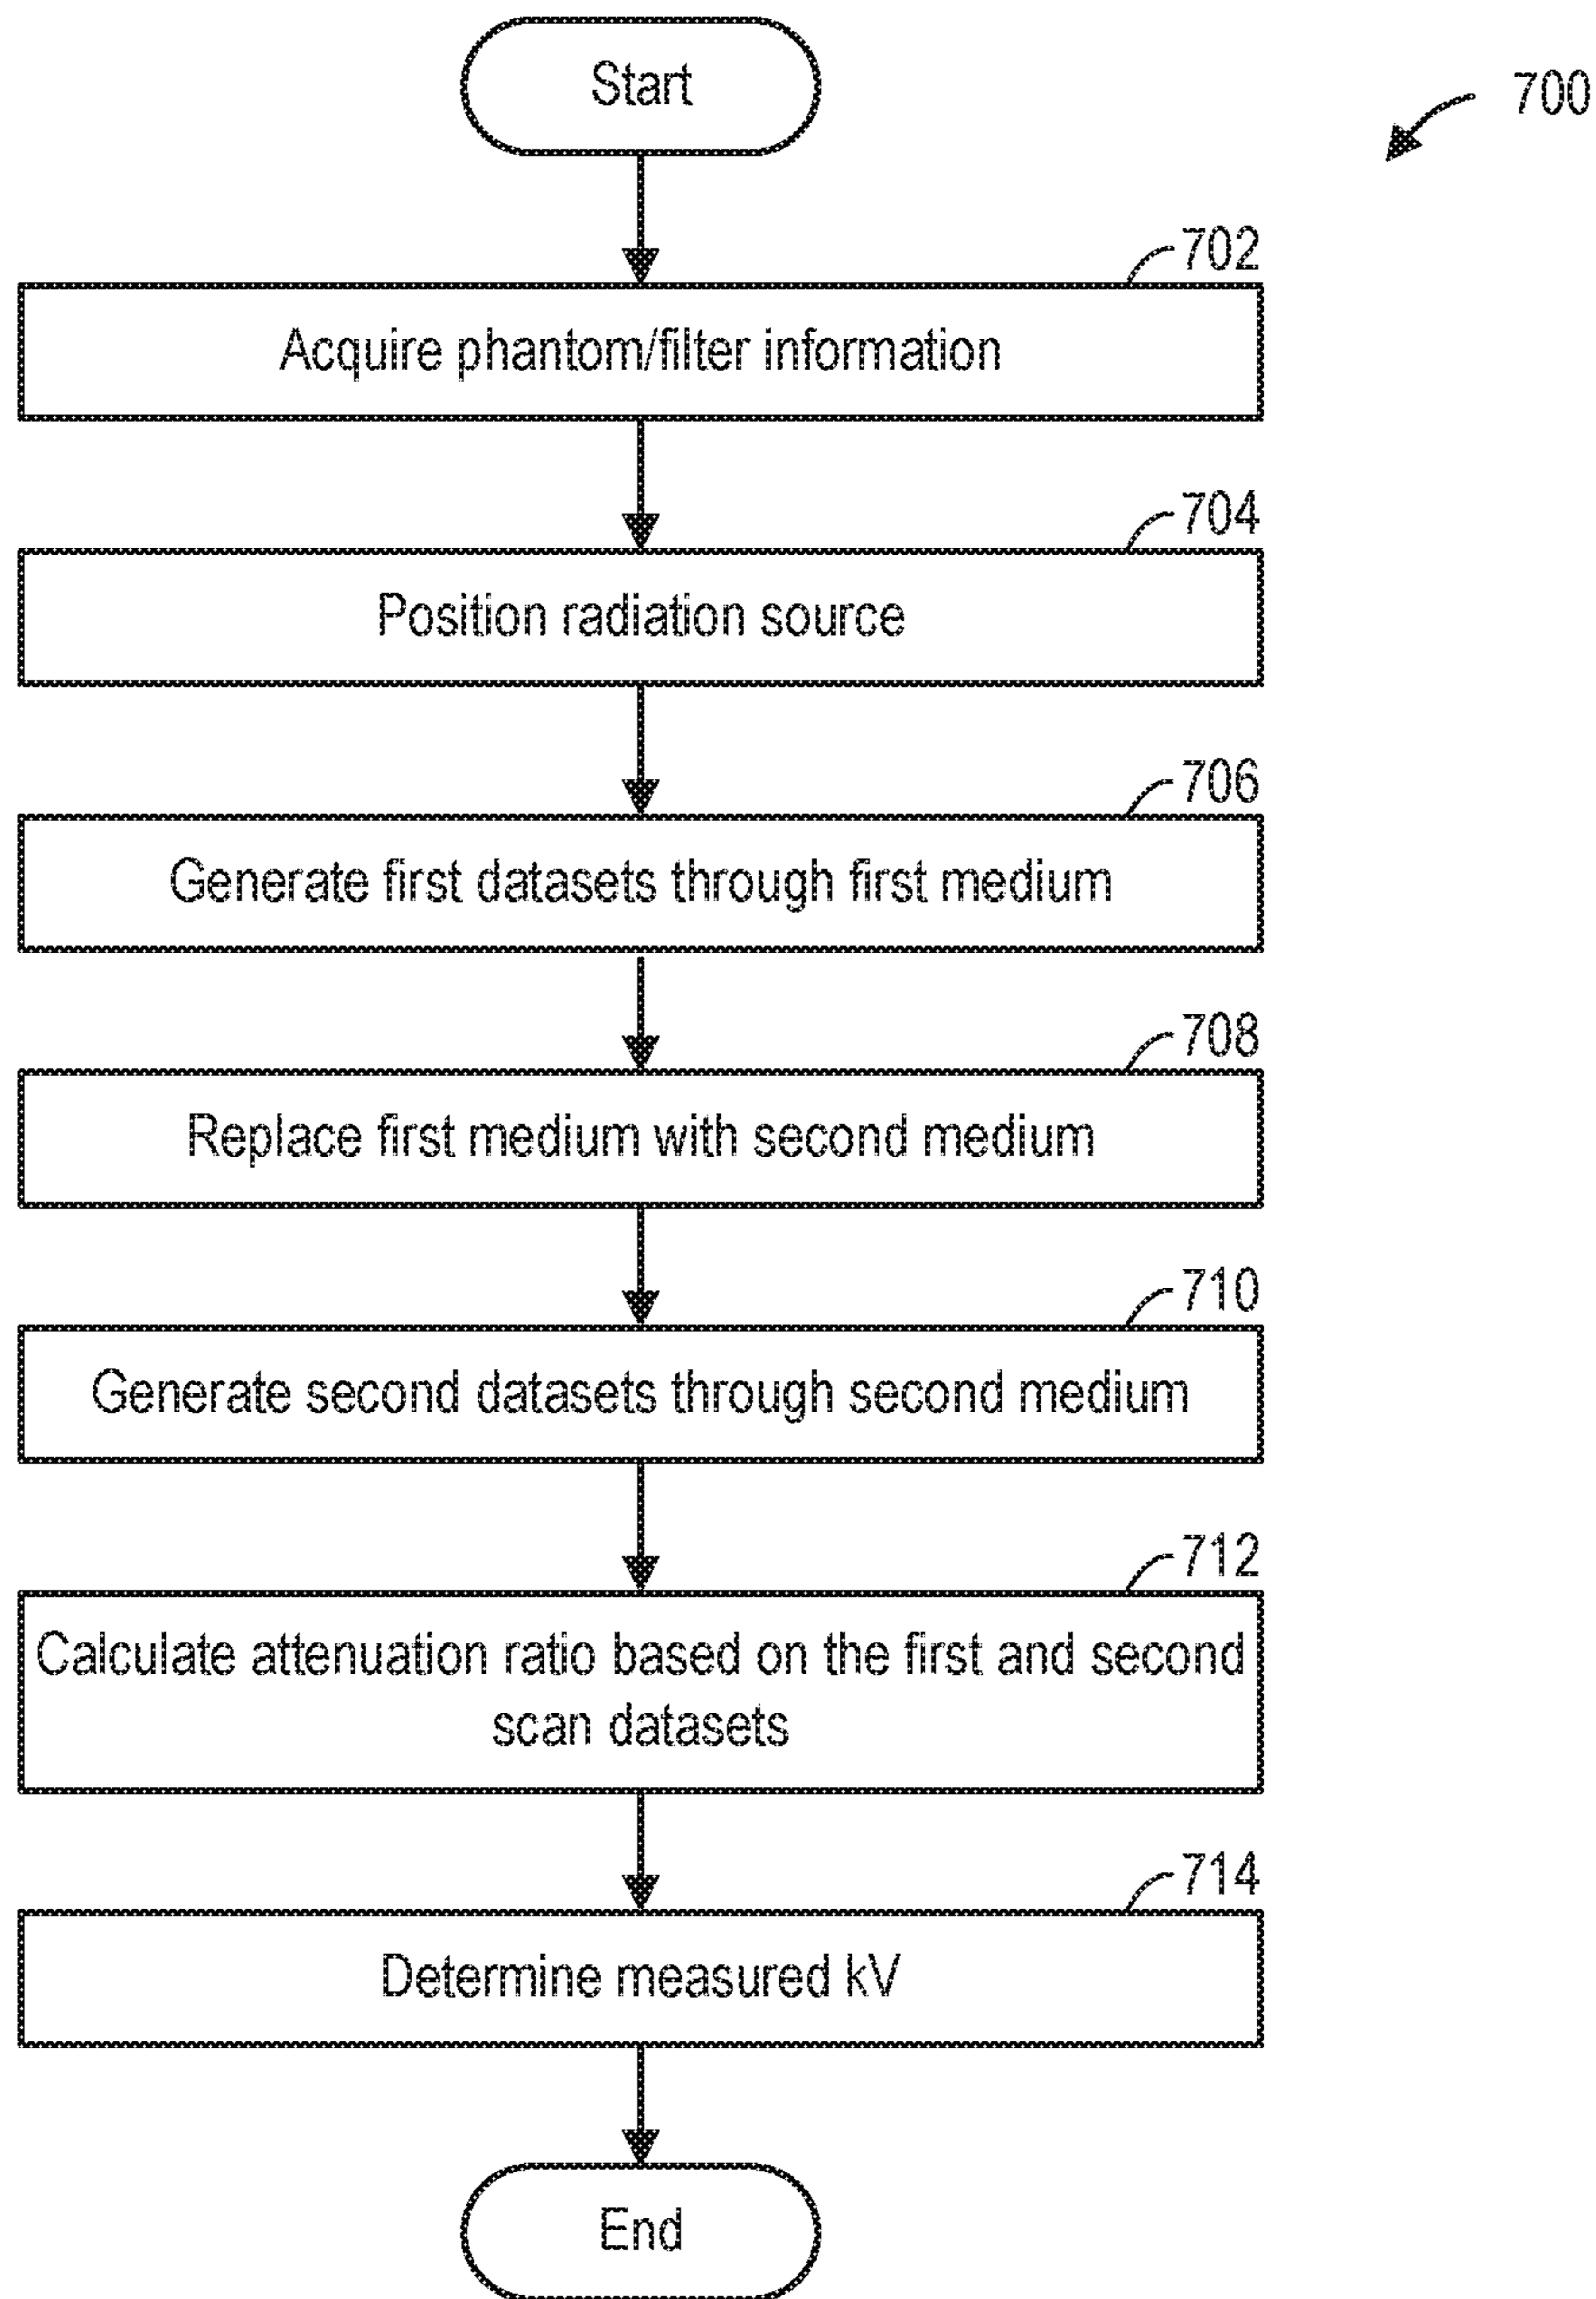 Start
700
702
Acquire phantom/filter information
704
Position radiation source
706
Generate first datasets through first medium
708
Replace first medium with second medium
710
Generate second datasets through second medium
712
Calculate attenuation ratio based on the first and second
scan datasets
714
Determine measured kV
End